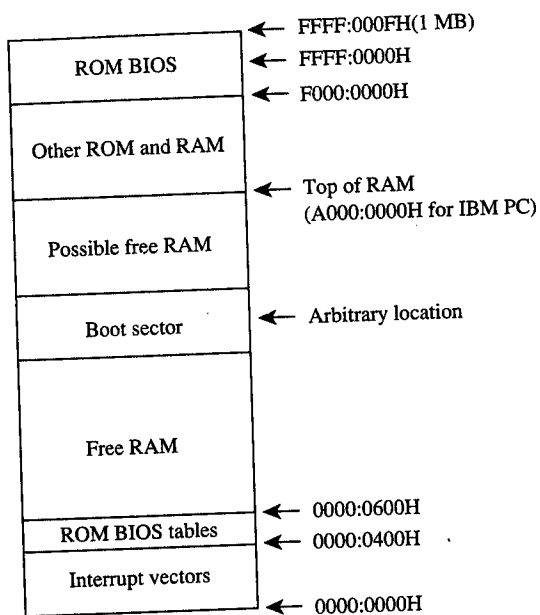 FFFF:000FH(1 MB)
ROM BIOS
FFFF:0000H
F000:0000H
Other ROM and RAM
Top of RAM
(A000:0000H for IBM PC)
Possible free RAM
Boot sector
Arbitrary location
Free RAM
0000:0600H
ROM BIOS tables
0000:0400H
Interrupt vectors
0000:0000H